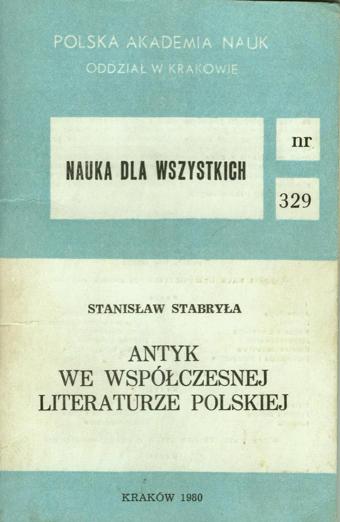 POLSKA AKADEMIA NAUK
ODDZIAŁ W KRAKOWIE
nr
NAUKA DLA WSZYSTKICH
329
STANISŁAW STABRYŁA
ANTYK
WE WSPÓŁCZESNEJ
LITERATURZE POLSKIEJ
KRAKÓW 1980